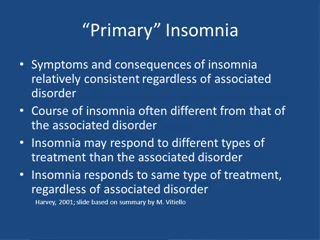 “Primary” Insomnia
• Symptoms and consequences of insomnia
relatively consistent regardless of associated
disorder
• Course of insomnia often different from that of
the associated disorder
• Insomnia may respond to different types of
treatment than the associated disorder
• Insomnia responds to same type of treatment,
regardless of associated disorder
Harvey, 2001; slide based on summary by M. Vitiello